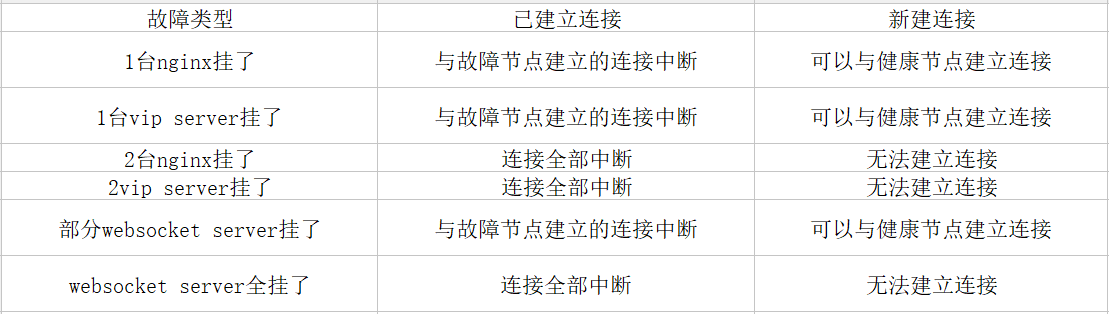 故障类型 已建立连接 新建连接
1台nginx挂了 与故障节点建立的连接中断 可以与健康节点建立连接
1台vip server挂了 与故障节点建立的连接中断 可以与健康节点建立连接
2台nginx挂了 连接全部中断 无法建立连接
2vip server挂了 连接全部中断 无法建立连接
部分websocket server挂了 与故障节点建立的连接中断 可以与健康节点建立连接
websocket server全挂了 连接全部中断 无法建立连接